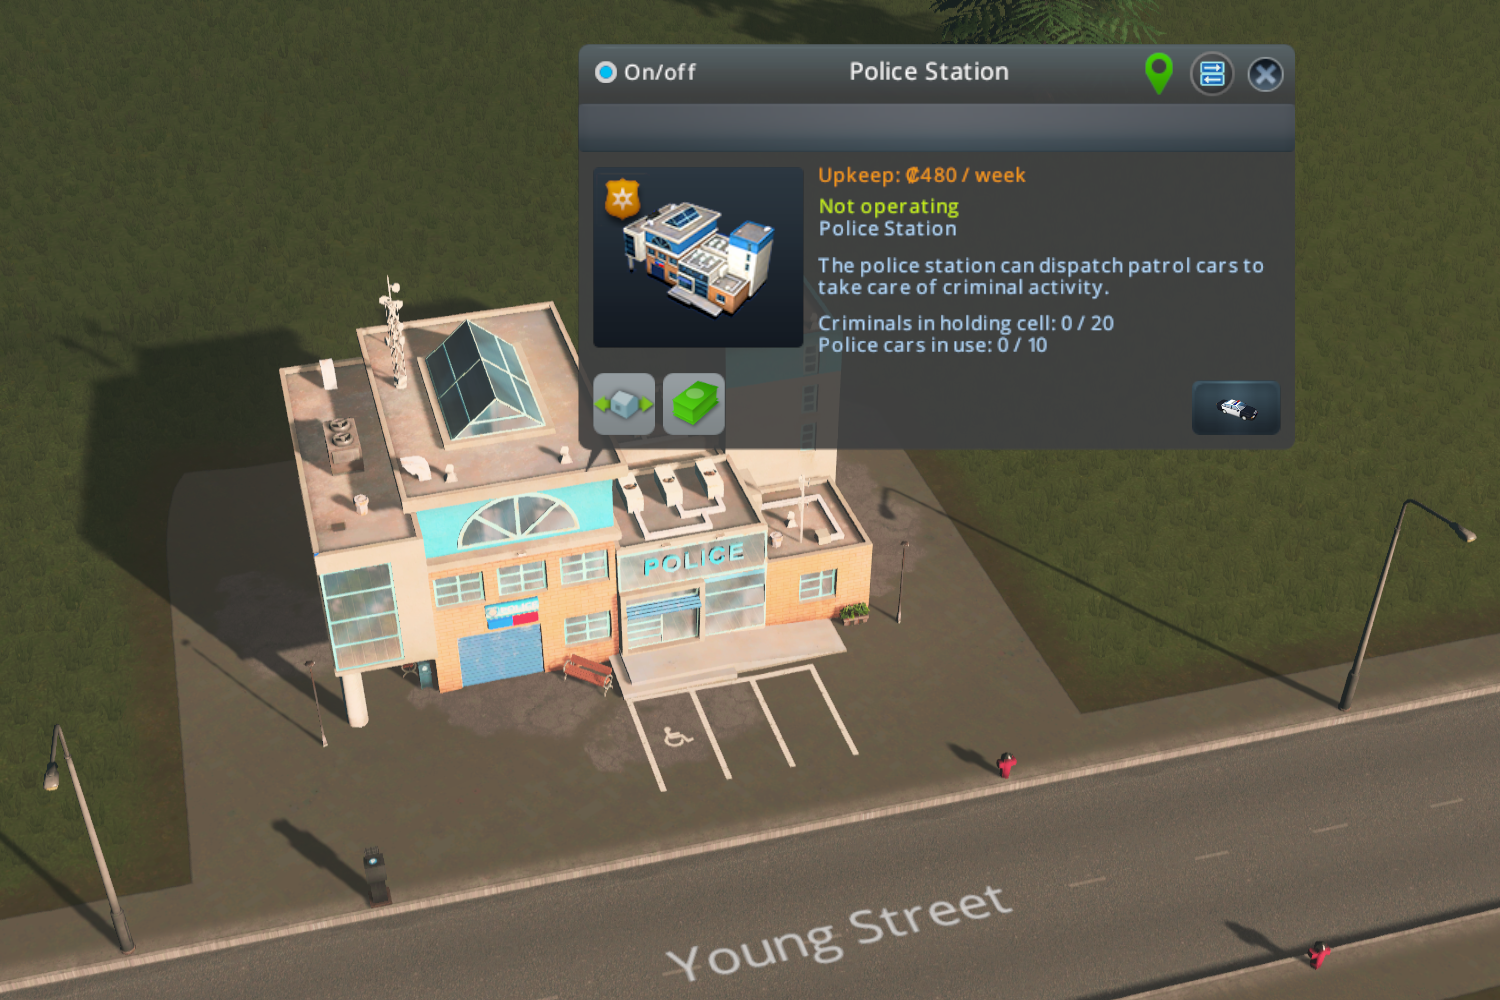 On/off
Police Station
Upkeep: ₡480 / week
Not operating
Police Station
The police station can dispatch patrol cars to
take care of criminal activity.
Criminals in holding cell: 0 / 20
Police cars in use: 0 / 10
POLICE
POLICE
Young Street